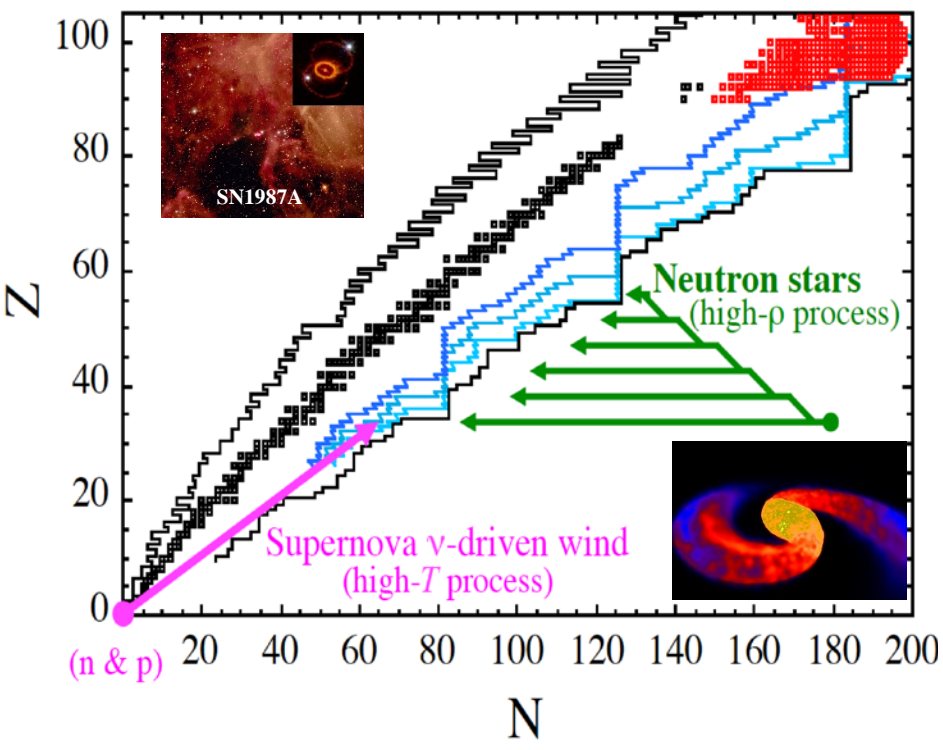 100
80
60
40
20
0
Z
SN1987A
Neutron stars
(high-ρ process)
Supernova ν-driven wind
(high-T process)
(n & p)
20 40 60 80 100 120 140 160 180 200
N